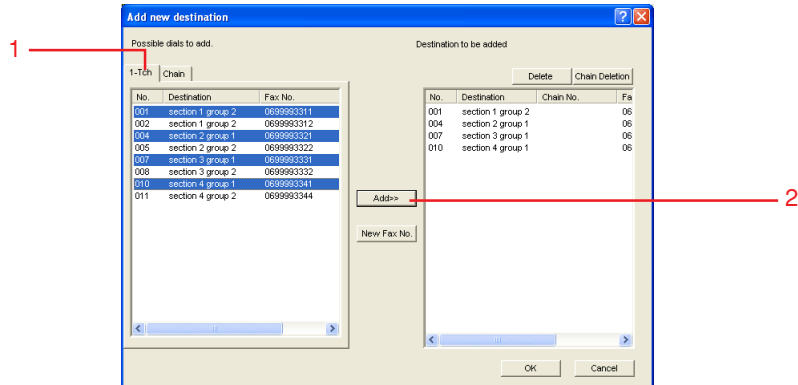 Add new destination
Possible dials to add.
Destination to be added
1
1-Tch Chain
Delete Chain Deletion
No. Destination Fax No.
001 section 1 group 2 0699993311
002 section 1 group 2 0699993312
004 section 2 group 1 0699993321
005 section 2 group 2 0699993322
007 section 3 group 1 0699993331
008 section 3 group 2 0699993332
010 section 4 group 1 0699993341
011 section 4 group 2 0699993344
Add>>
2
New Fax No.
No. Destination Chain No. Fa
001 section 1 group 2 06
004 section 2 group 1 06
007 section 3 group 1 06
010 section 4 group 1 06
OK Cancel